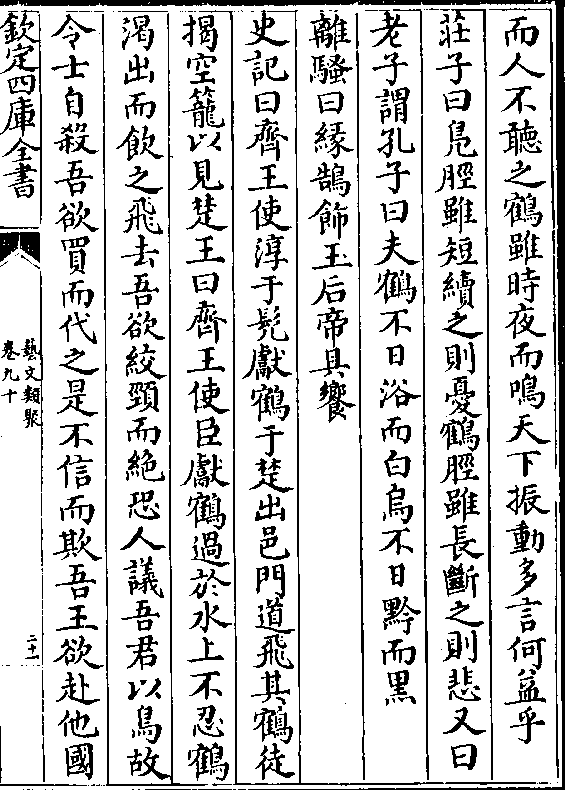 而人不聽之鶴雖時夜而鳴天下振動多言何益乎
莊子曰鳧脛雖短續之則憂鶴脛雖長斷之則悲又曰
老子謂孔子曰夫鶴不日浴而白烏不日黔而黑
離騷曰緣鵠飾玉后帝具饗
史記曰齊王使淳于髡獻鶴于楚出邑門道飛其鶴徒
揭空籠以見楚王曰齊王使臣獻鶴過於水上不忍鶴
渴出而飲之飛去吾欲絞頸而絕恐人議吾君以鳥故
令士自殺吾欲買而代之是不信而欺吾王欲赴他國
欽定四庫全書
藝文類聚
卷九十
二十一